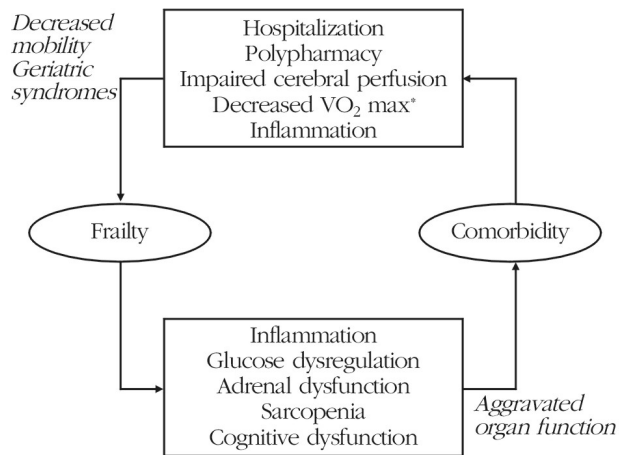 Decreased
mobility
Geriatric
syndromes
Hospitalization
Polypharmacy
Impaired cerebral perfusion
Decreased VO₂ max*
Inflammation
Frailty
Comorbidity
Inflammation
Glucose dysregulation
Adrenal dysfunction
Sarcopenia
Cognitive dysfunction
Aggravated
organ function